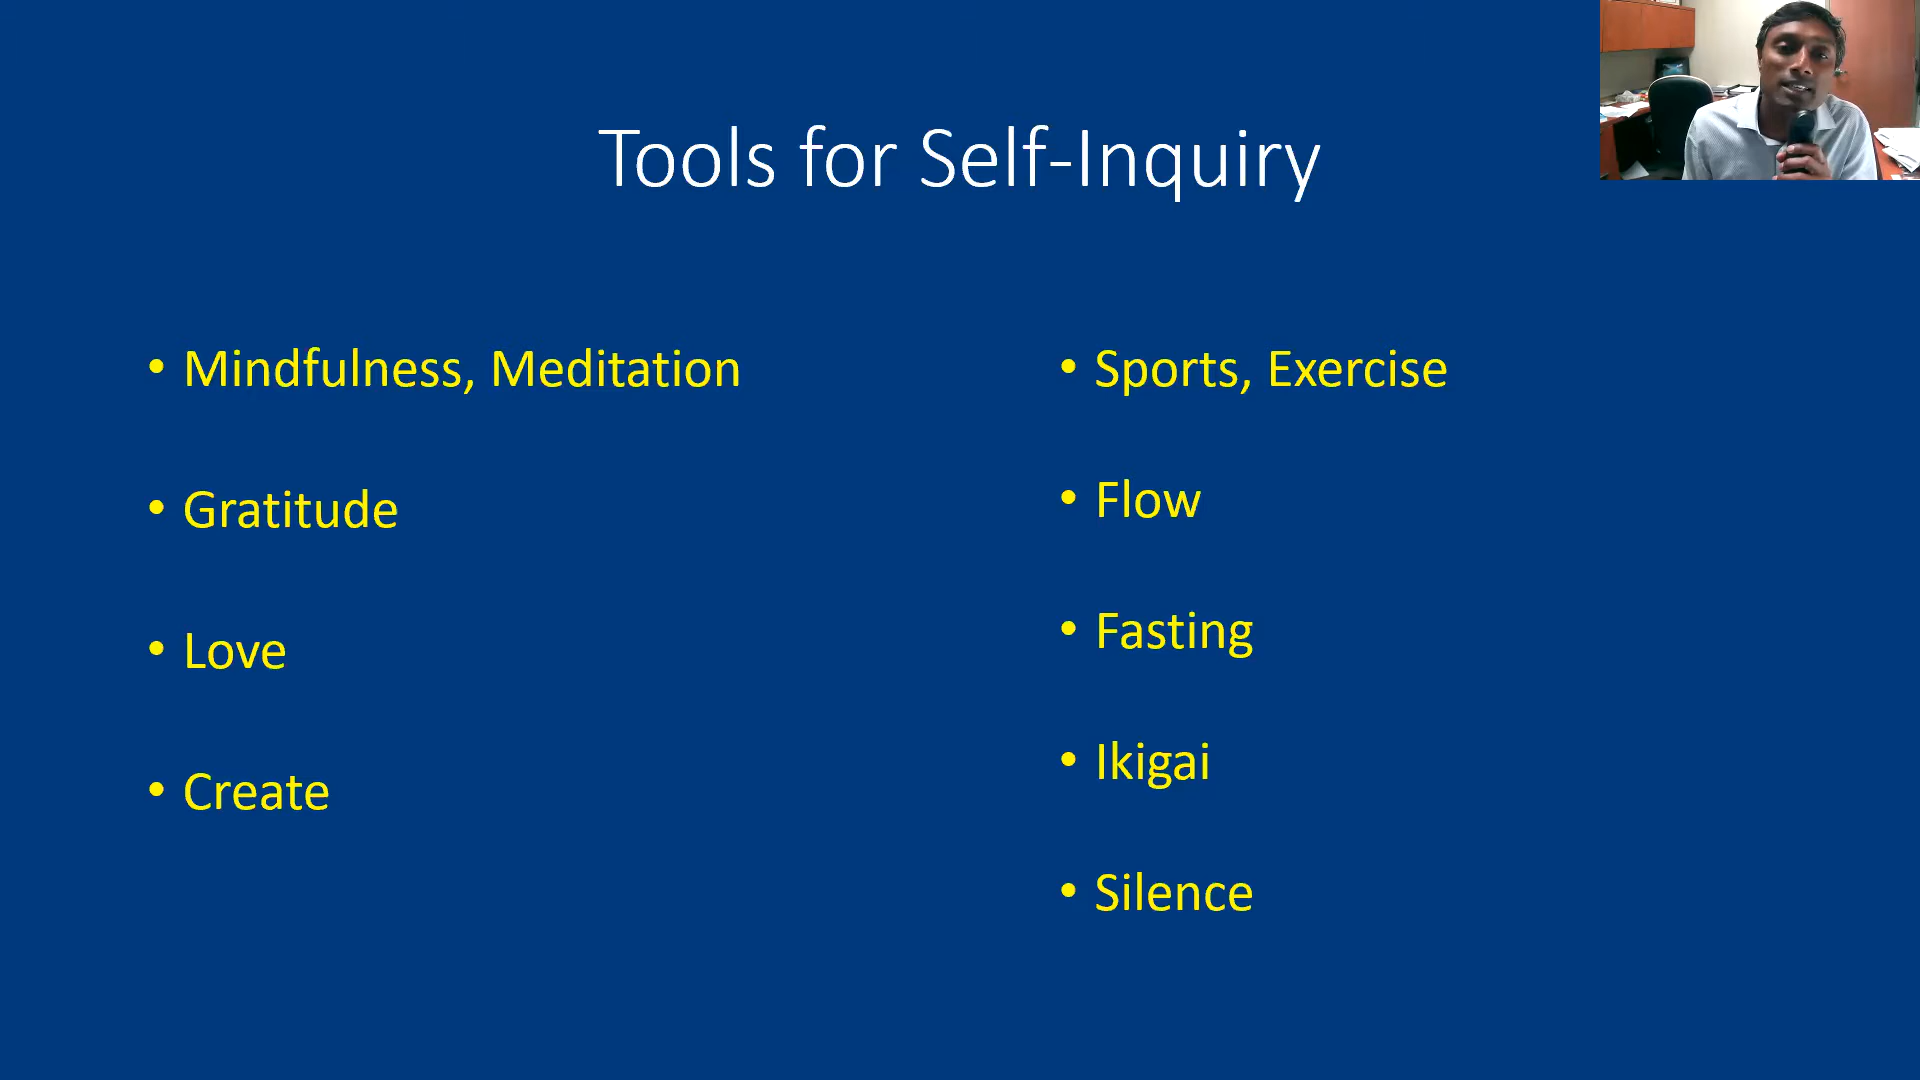 Tools for Self-Inquiry
• Mindfulness, Meditation
• Gratitude
• Love
• Create
• Sports, Exercise
• Flow
• Fasting
• Ikigai
• Silence